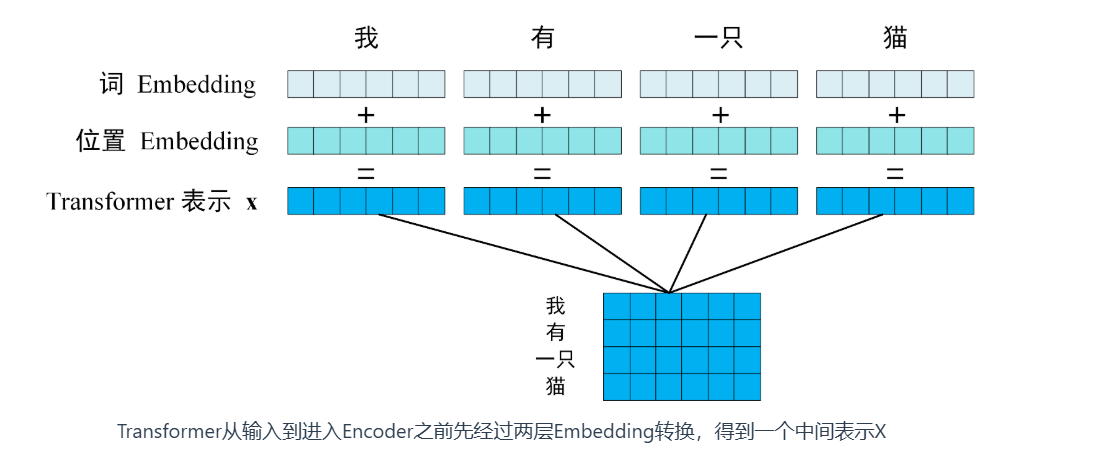 我 有 一只 猫
词 Embedding
+ + + +
位置 Embedding
= = = =
Transformer 表示 x
我
有
一只
猫
Transformer从输入到进入Encoder之前先经过两层Embedding转换，得到一个中间表示X